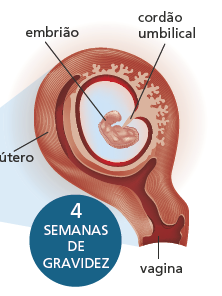 cordão
umbilical
embrião
útero
4
SEMANAS
DE
GRAVIDEZ
vagina